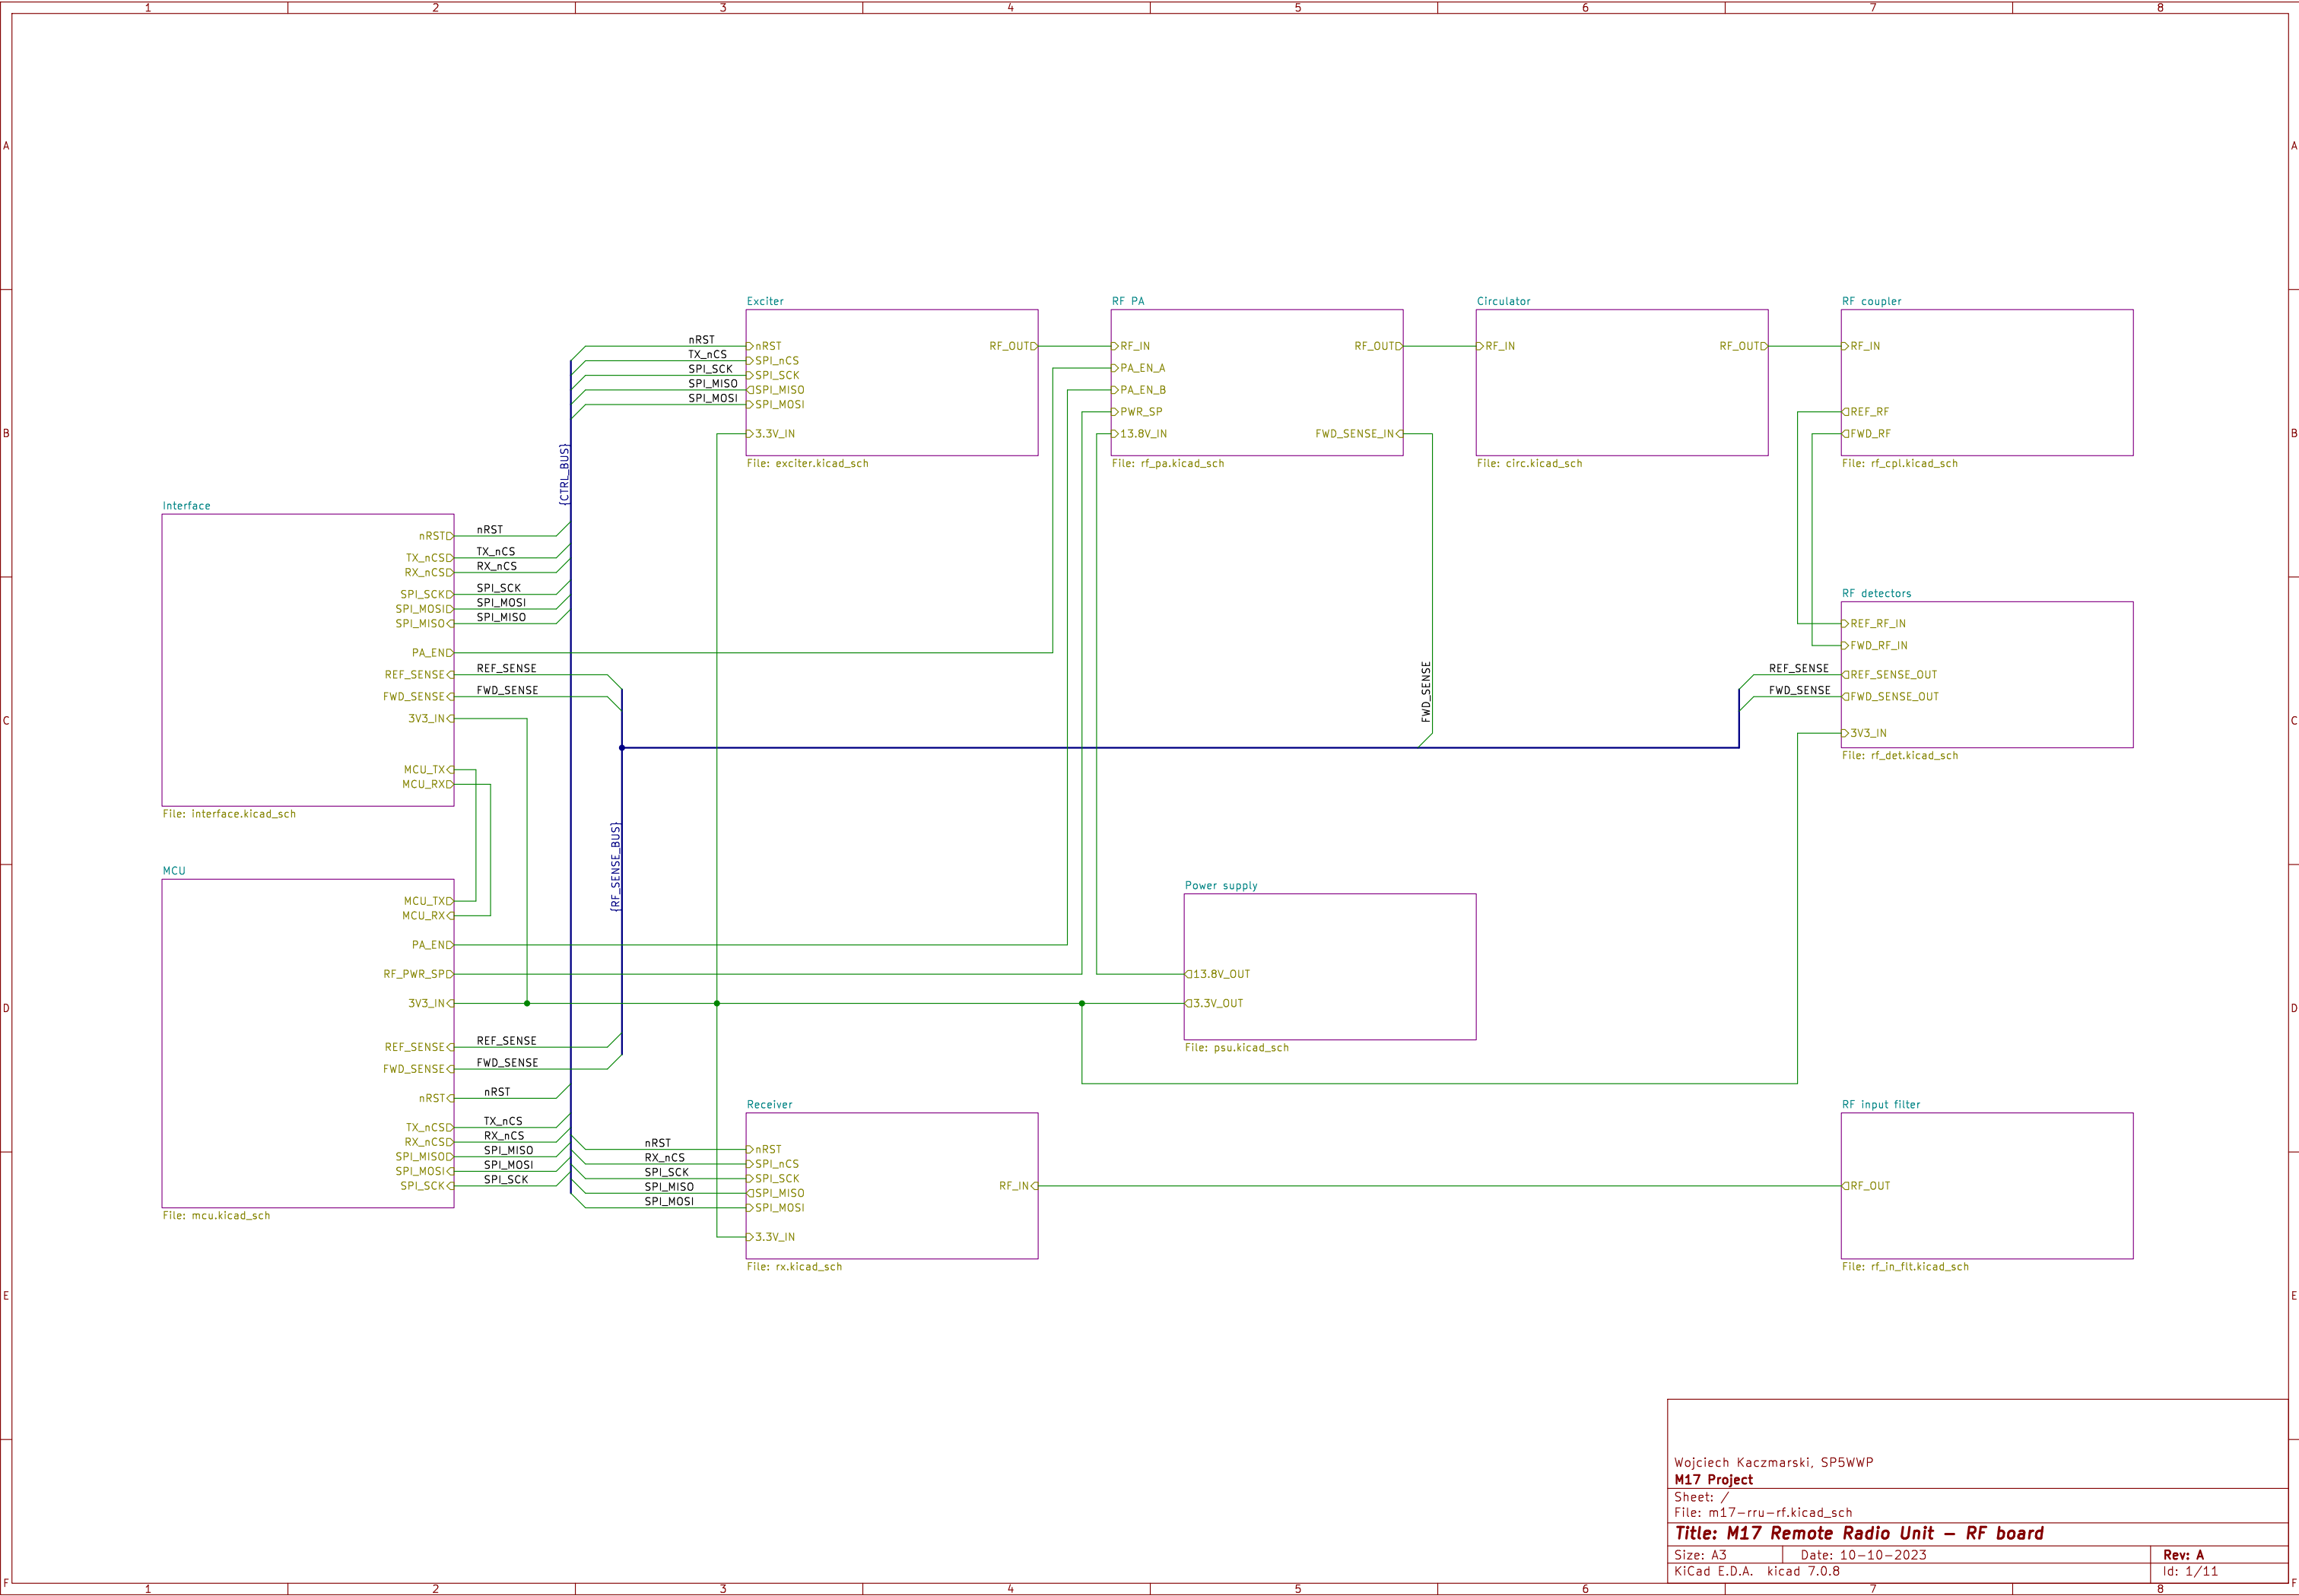 1 2 3 4 5 6 7 8
A A
B B
C C
D D
E E
F F
Exciter
nRST
TX_nCS
SPI_SCK
SPI_MISO
SPI_MOSI
nRST RF_OUT
SPI_nCS
SPI_SCK
SPI_MISO
SPI_MOSI
3.3V_IN
File: exciter.kicad_sch
RF PA
RF_IN RF_OUT
PA_EN_A
PA_EN_B
PWR_SP
13.8V_IN FWD_SENSE_IN
File: rf_pa.kicad_sch
Circulator
RF_IN RF_OUT
File: circ.kicad_sch
RF coupler
RF_IN
REF_RF
FWD_RF
File: rf_cpl.kicad_sch
{CTRL_BUS}
Interface
nRST nRST
TX_nCS TX_nCS
RX_nCS RX_nCS
SPI_SCK SPI_SCK
SPI_MOSI SPI_MOSI
SPI_MISO SPI_MISO
PA_EN
REF_SENSE REF_SENSE
FWD_SENSE FWD_SENSE
3V3_IN
MCU_TX
MCU_RX
File: interface.kicad_sch
FWD_SENSE
RF detectors
REF_RF_IN
FWD_RF_IN
REF_SENSE REF_SENSE_OUT
FWD_SENSE FWD_SENSE_OUT
3V3_IN
File: rf_det.kicad_sch
{RF_SENSE_BUS}
MCU
MCU_TX
MCU_RX
PA_EN
RF_PWR_SP
3V3_IN
REF_SENSE REF_SENSE
FWD_SENSE FWD_SENSE
nRST nRST
TX_nCS TX_nCS
RX_nCS RX_nCS
SPI_MISO SPI_MISO
SPI_MOSI SPI_MOSI
SPI_SCK SPI_SCK
File: mcu.kicad_sch
Power supply
13.8V_OUT
3.3V_OUT
File: psu.kicad_sch
Receiver
nRST nRST
RX_nCS SPI_nCS
SPI_SCK SPI_SCK
SPI_MISO SPI_MISO
SPI_MOSI SPI_MOSI
RF_IN
3.3V_IN
File: rx.kicad_sch
RF input filter
RF_OUT
File: rf_in_flt.kicad_sch
Wojciech Kaczmarski, SP5WWP
M17 Project
Sheet: /
File: m17-rru-rf.kicad_sch
Title: M17 Remote Radio Unit - RF board
Size: A3 Date: 10-10-2023 Rev: A
KiCad E.D.A. kicad 7.0.8 Id: 1/11
1 2 3 4 5 6 7 8